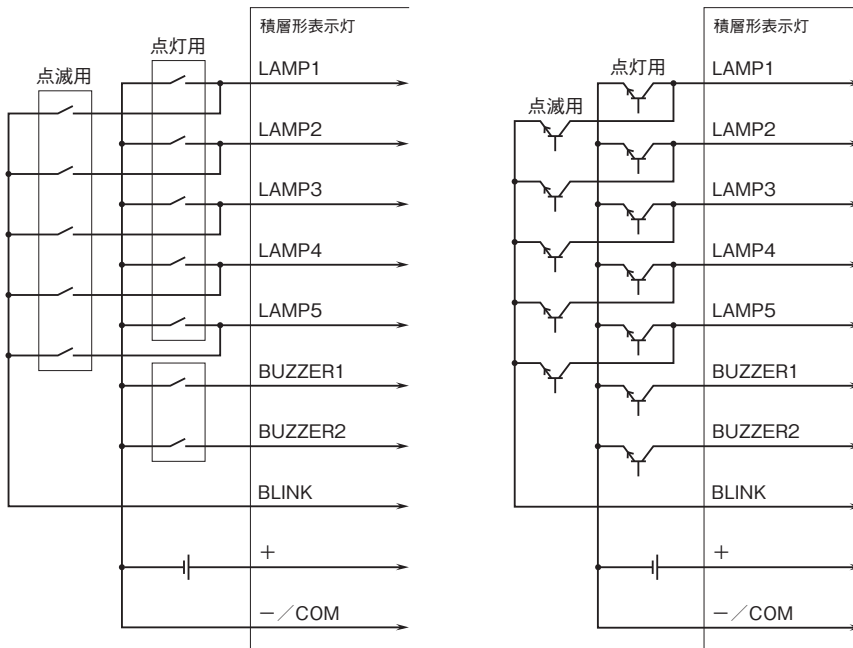 積層形表示灯
点灯用
点滅用
LAMP1
LAMP2
LAMP3
LAMP4
LAMP5
BUZZER1
BUZZER2
BLINK
+
−／COM
積層形表示灯
点灯用
点滅用
LAMP1
LAMP2
LAMP3
LAMP4
LAMP5
BUZZER1
BUZZER2
BLINK
+
−／COM